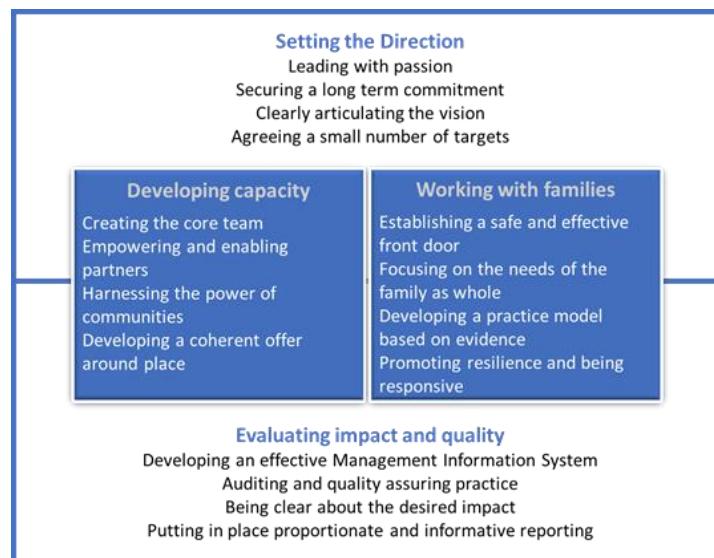 Setting the Direction
Leading with passion
Securing a long term commitment
Clearly articulating the vision
Agreeing a small number of targets
Developing capacity
Creating the core team
Empowering and enabling
partners
Harnessing the power of
communities
Developing a coherent offer
around place
Working with families
Establishing a safe and effective
front door
Focusing on the needs of the
family as whole
Developing a practice model
based on evidence
Promoting resilience and being
responsive
Evaluating impact and quality
Developing an effective Management Information System
Auditing and quality assuring practice
Being clear about the desired impact
Putting in place proportionate and informative reporting